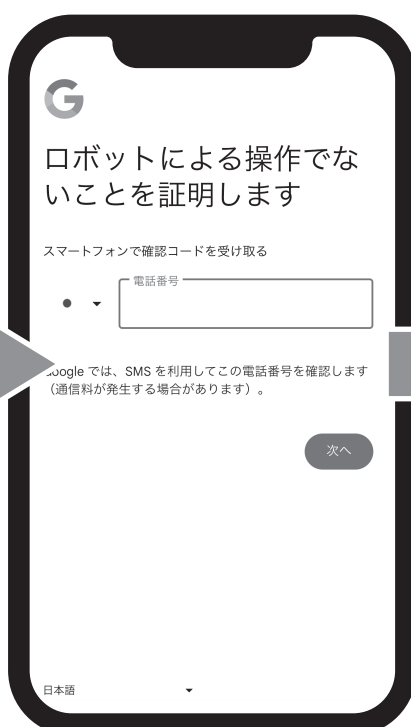 G
ロボットによる操作でな
いことを証明します
スマートフォンで確認コードを受け取る
電話番号
oogle では、SMS を利用してこの電話番号を確認します
（通信料が発生する場合があります）。
次へ
日本語